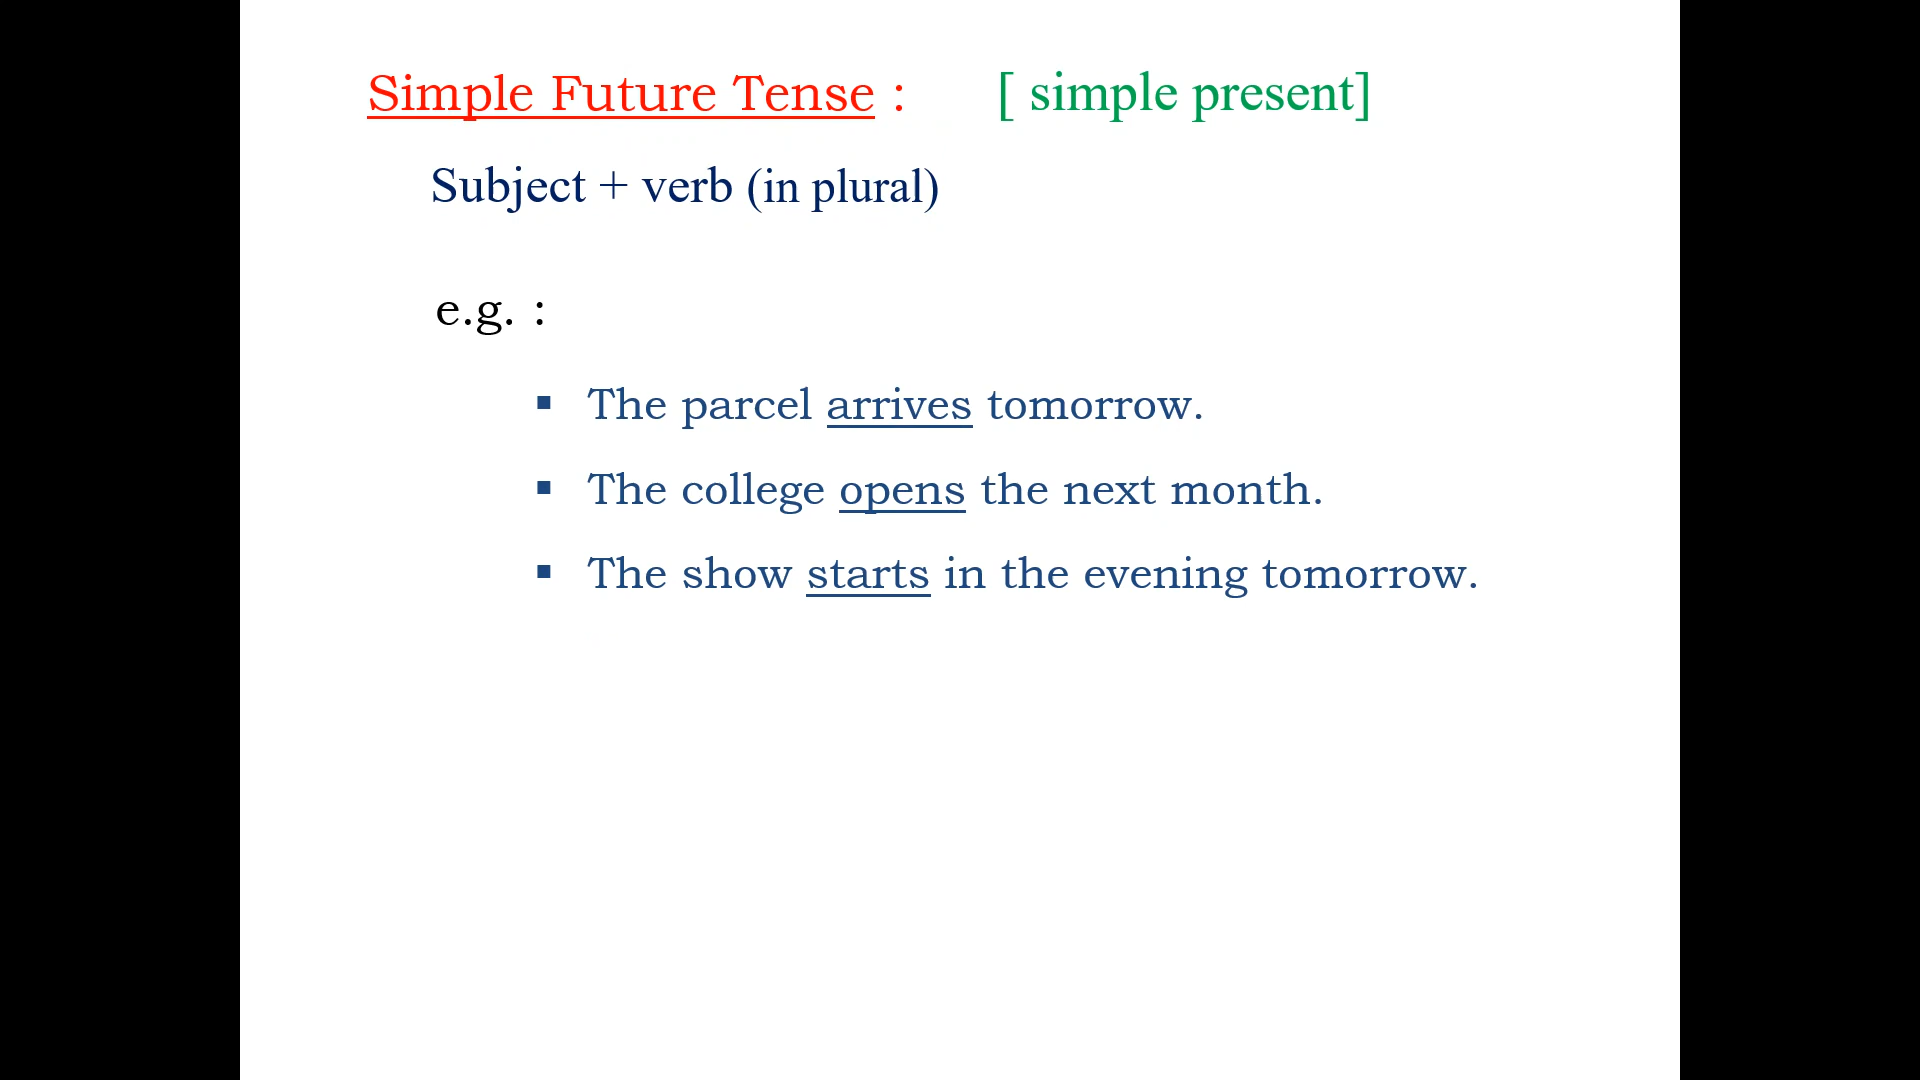 Simple Future Tense : [ simple present]
Subject + verb (in plural)
e.g. :
▪ The parcel arrives tomorrow.
▪ The college opens the next month.
▪ The show starts in the evening tomorrow.